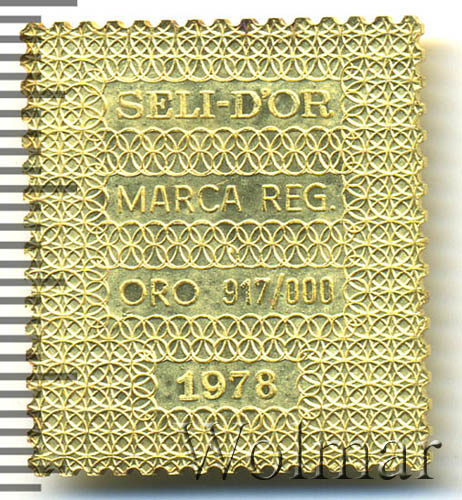 SELI-D'OR
MARCA REG.
ORO 917/000
1978
Wolmar